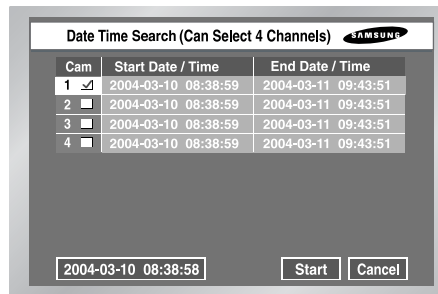 Date Time Search (Can Select 4 Channels) SAMSUNG
Cam Start Date / Time End Date / Time
1 2004-03-10 08:38:59 2004-03-11 09:43:51
2 2004-03-10 08:38:59 2004-03-11 09:43:51
3 2004-03-10 08:38:59 2004-03-11 09:43:51
4 2004-03-10 08:38:59 2004-03-11 09:43:51
2004-03-10 08:38:58 Start Cancel